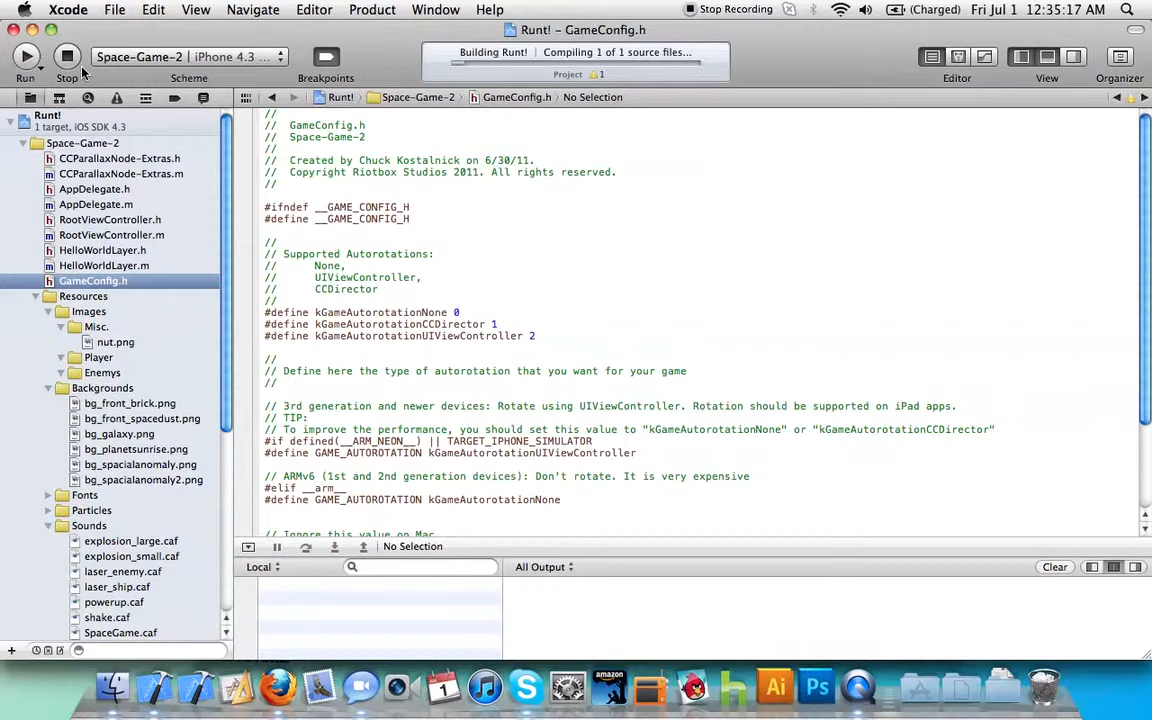 Xcode File Edit View Navigate Editor Product Window Help Stop Recording (Charged) Fri Jul 1 12:35:17 AM
Runt! – GameConfig.h
Space-Game-2 | iPhone 4.3 ...
Building Runt! | Compiling 1 of 1 source files...
Project 1
Run Stop Scheme Breakpoints Editor View Organizer
Runt! Space-Game-2 GameConfig.h No Selection
Runt!
1 target, iOS SDK 4.3
Space-Game-2
CCParallaxNode-Extras.h
CCParallaxNode-Extras.m
AppDelegate.h
AppDelegate.m
RootViewController.h
RootViewController.m
HelloWorldLayer.h
HelloWorldLayer.m
GameConfig.h
Resources
Images
Misc.
nut.png
Player
Enemys
Backgrounds
bg_front_brick.png
bg_front_spacedust.png
bg_galaxy.png
bg_planetsunrise.png
bg_spacialanomaly.png
bg_spacialanomaly2.png
Fonts
Particles
Sounds
explosion_large.caf
explosion_small.caf
laser_enemy.caf
laser_ship.caf
powerup.caf
shake.caf
SpaceGame.caf
//
// GameConfig.h
// Space-Game-2
//
// Created by Chuck Kostalnick on 6/30/11.
// Copyright Riotbox Studios 2011. All rights reserved.
//
#ifndef __GAME_CONFIG_H
#define __GAME_CONFIG_H
//
// Supported Autorotations:
// None,
// UIViewController,
// CCDirector
//
#define kGameAutorotationNone 0
#define kGameAutorotationCCDirector 1
#define kGameAutorotationUIViewController 2
//
// Define here the type of autorotation that you want for your game
//
// 3rd generation and newer devices: Rotate using UIViewController. Rotation should be supported on iPad apps.
// TIP:
// To improve the performance, you should set this value to "kGameAutorotationNone" or "kGameAutorotationCCDirector"
#if defined(__ARM_NEON__) || TARGET_IPHONE_SIMULATOR
#define GAME_AUTOROTATION kGameAutorotationUIViewController
// ARMv6 (1st and 2nd generation devices): Don't rotate. It is very expensive
#elif __arm__
#define GAME_AUTOROTATION kGameAutorotationNone
// Ignore this value on Mac
No Selection
Local All Output Clear
amazon
Ai
Ps